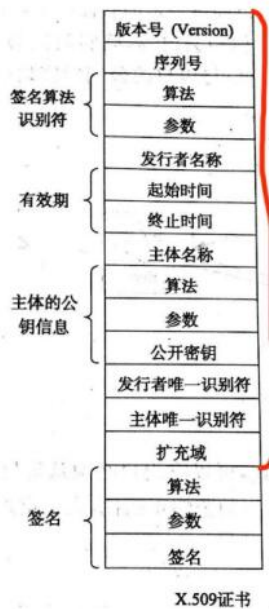 版本号 (Version)
序列号
签名算法
识别符
算法
参数
发行者名称
有效期
起始时间
终止时间
主体名称
主体的公
钥信息
算法
参数
公开密钥
发行者唯一识别符
主体唯一识别符
扩充域
签名
算法
参数
签名
X.509证书